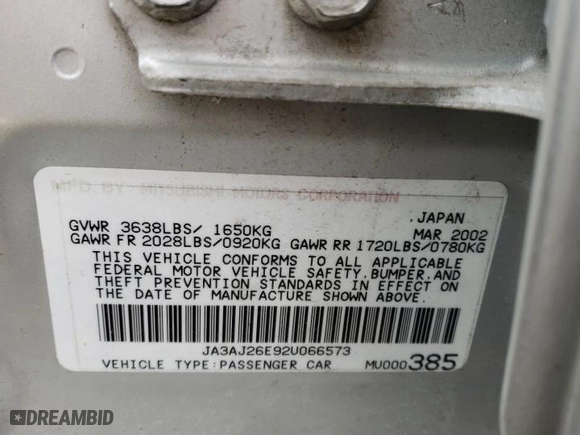 MFD. BY MITSUBISHI MOTORS CORPORATION
JAPAN
GVWR 3638LBS/ 1650KG MAR 2002
GAWR FR 2028LBS/0920KG GAWR RR 1720LBS/0780KG
THIS VEHICLE CONFORMS TO ALL APPLICABLE
FEDERAL MOTOR VEHICLE SAFETY.BUMPER.AND
THEFT PREVENTION STANDARDS IN EFFECT ON
THE DATE OF MANUFACTURE SHOWN ABOVE.
JA3AJ26E92U066573
VEHICLE TYPE:PASSENGER CAR MU000385
DREAMBID